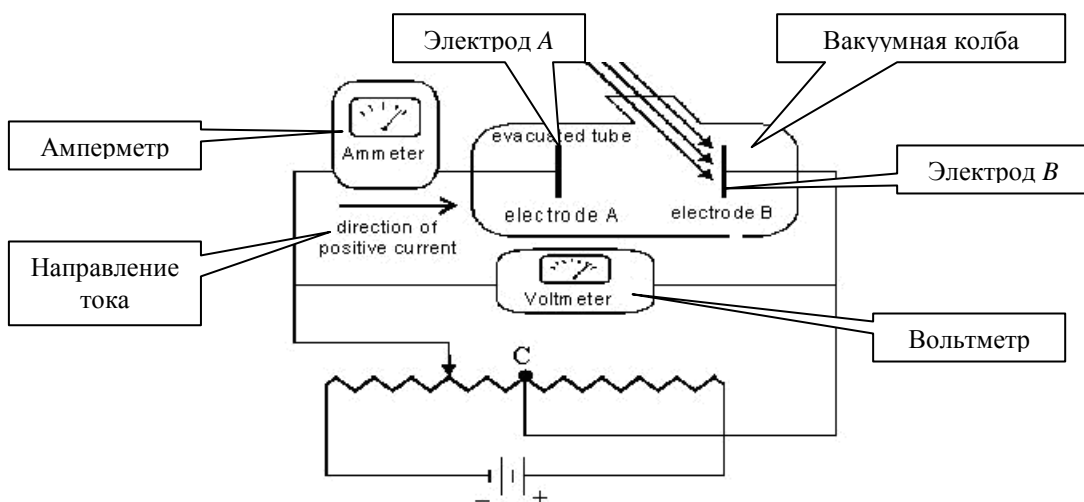 Электрод A
Вакуумная колба
Амперметр
Ammeter
evacuated tube
Электрод B
electrode A
electrode B
direction of
positive current
Направление
тока
Voltmeter
Вольтметр
C
− +